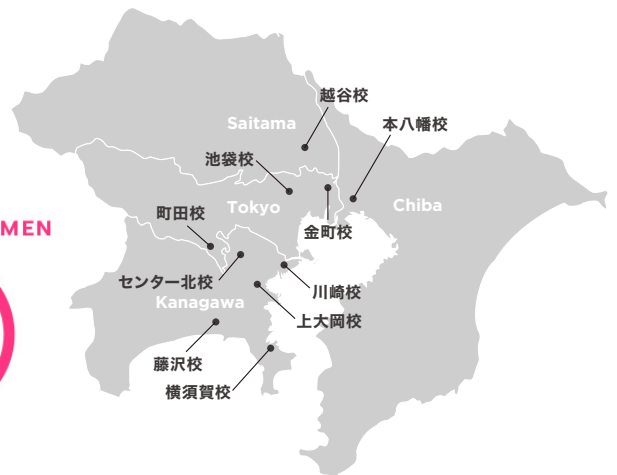 越谷校
Saitama
本八幡校
池袋校
Chiba
Tokyo
町田校
MEN
金町校
センター北校
川崎校
Kanagawa
上大岡校
藤沢校
横須賀校